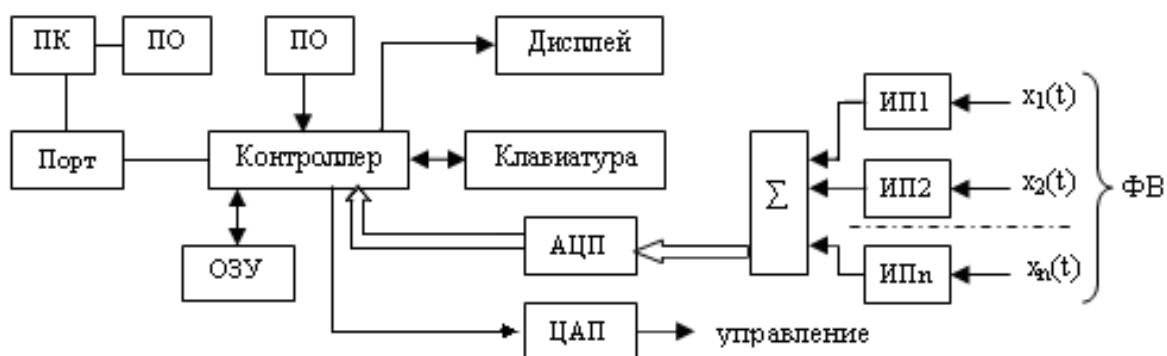 ПК
ПО
ПО
Дисплей
ИП1
x1(t)
Порт
Контроллер
Клавиатура
Σ
ИП2
x2(t)
ФВ
ОЗУ
АЦП
ИПn
xn(t)
ЦАП
управление